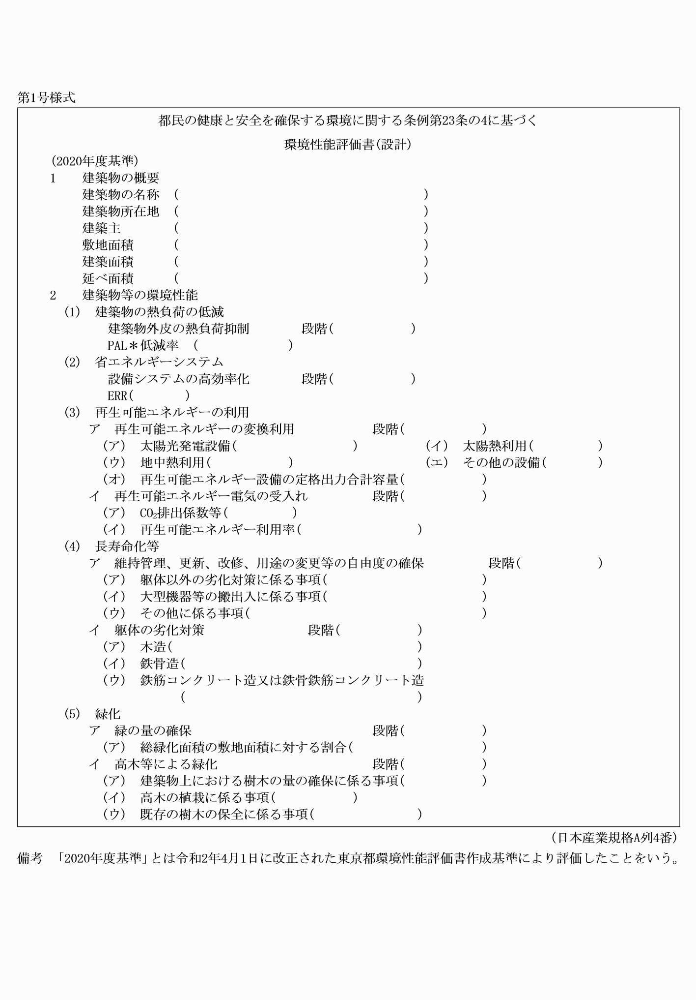 第1号様式
都民の健康と安全を確保する環境に関する条例第23条の4に基づく
環境性能評価書(設計)
(2020年度基準)
1　建築物の概要
建築物の名称　(　　　)
建築物所在地　(　　　)
建築主　(　　　)
敷地面積　(　　　)
建築面積　(　　　)
延べ面積　(　　　)
2　建築物等の環境性能
(1)　建築物の熱負荷の低減
建築物外皮の熱負荷抑制　段階(　　　)
PAL＊低減率　(　　　)
(2)　省エネルギーシステム
設備システムの高効率化　段階(　　　)
ERR(　　　)
(3)　再生可能エネルギーの利用
ア　再生可能エネルギーの変換利用　段階(　　　)
(ア)　太陽光発電設備(　　　)　(イ)　太陽熱利用(　　　)
(ウ)　地中熱利用(　　　)　(エ)　その他の設備(　　　)
(オ)　再生可能エネルギー設備の定格出力合計容量(　　　)
イ　再生可能エネルギー電気の受入れ　段階(　　　)
(ア)　CO₂排出係数等(　　　)
(イ)　再生可能エネルギー利用率(　　　)
(4)　長寿命化等
ア　維持管理、更新、改修、用途の変更等の自由度の確保　段階(　　　)
(ア)　躯体以外の劣化対策に係る事項(　　　)
(イ)　大型機器等の搬出入に係る事項(　　　)
(ウ)　その他に係る事項(　　　)
イ　躯体の劣化対策　段階(　　　)
(ア)　木造(　　　)
(イ)　鉄骨造(　　　)
(ウ)　鉄筋コンクリート造又は鉄骨鉄筋コンクリート造
(　　　)
(5)　緑化
ア　緑の量の確保　段階(　　　)
(ア)　総緑化面積の敷地面積に対する割合(　　　)
イ　高木等による緑化　段階(　　　)
(ア)　建築物上における樹木の量の確保に係る事項(　　　)
(イ)　高木の植栽に係る事項(　　　)
(ウ)　既存の樹木の保全に係る事項(　　　)
(日本産業規格A列4番)
備考　「2020年度基準」とは令和2年4月1日に改正された東京都環境性能評価書作成基準により評価したことをいう。